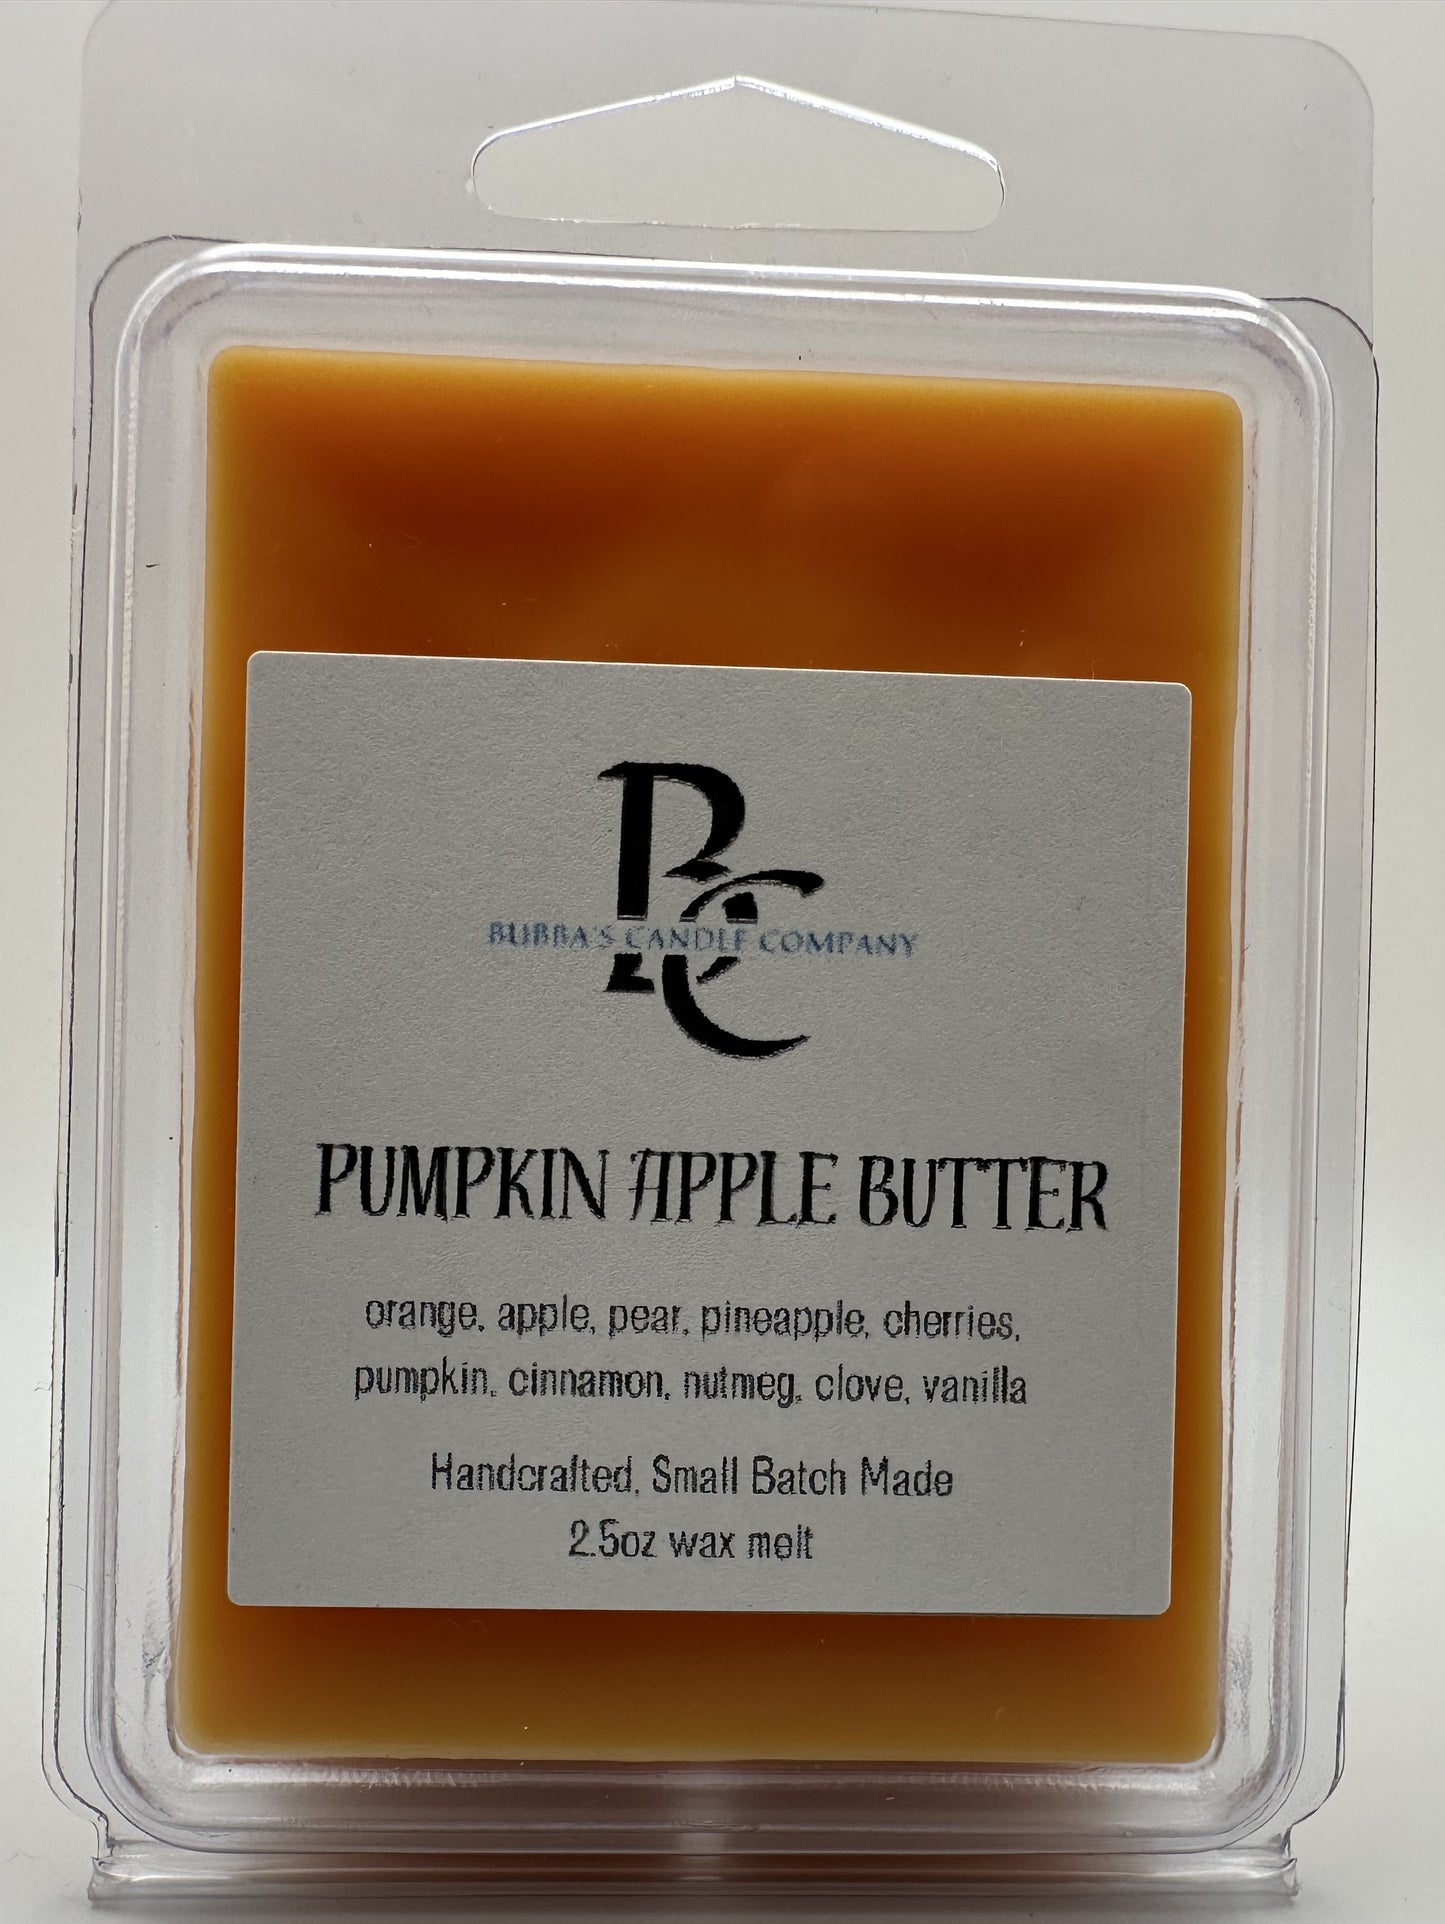 BC
BUBBA'S CANDLE COMPANY
PUMPKIN APPLE BUTTER
orange, apple, pear, pineapple, cherries,
pumpkin, cinnamon, nutmeg, clove, vanilla
Handcrafted, Small Batch Made
2.5oz wax melt